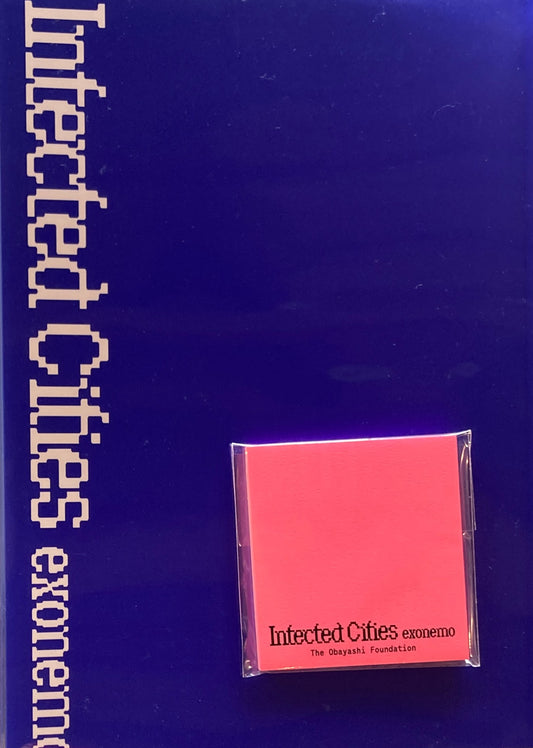 Infected Cities exonemo
Infected Cities exonemo
The Obayashi Foundation